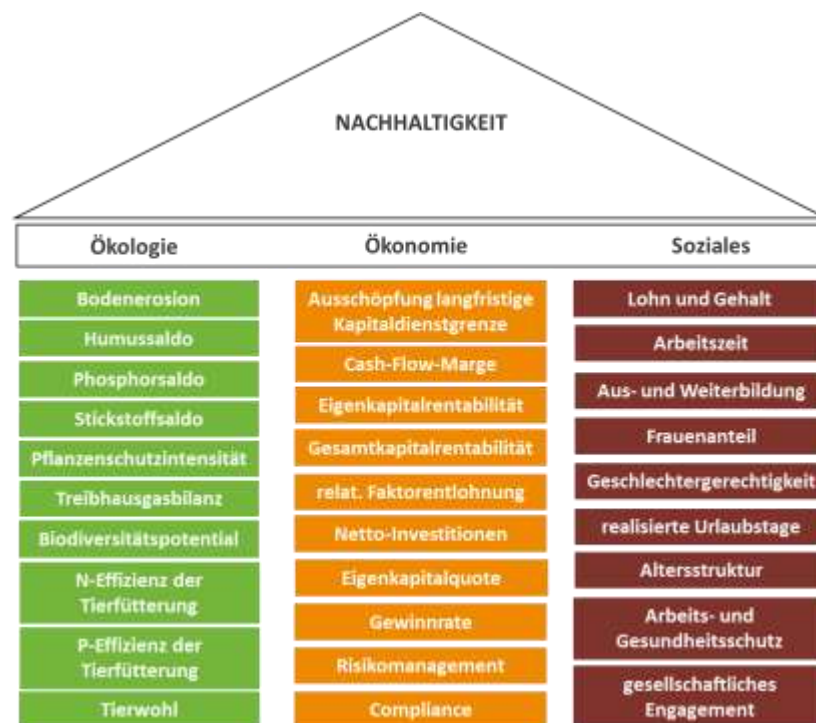 NACHHALTIGKEIT
Ökologie
Ökonomie
Soziales
Bodenerosion
Humussaldo
Phosphorsaldo
Stickstoffsaldo
Pflanzenschutzintensität
Treibhausgasbilanz
Biodiversitätspotential
N-Effizienz der
Tierfütterung
P-Effizienz der
Tierfütterung
Tierwohl
Ausschöpfung langfristige
Kapitaldienstgrenze
Cash-Flow-Marge
Eigenkapitalrentabilität
Gesamtkapitalrentabilität
relat. Faktorentlohnung
Netto-Investitionen
Eigenkapitalquote
Gewinnrate
Risikomanagement
Compliance
Lohn und Gehalt
Arbeitszeit
Aus- und Weiterbildung
Frauenanteil
Geschlechtergerechtigkeit
realisierte Urlaubstage
Altersstruktur
Arbeits- und
Gesundheitsschutz
gesellschaftliches
Engagement